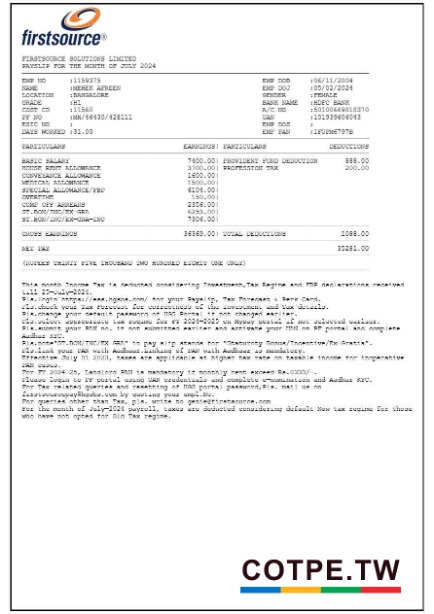 firstsource®
FIRSTSOURCE SOLUTIONS LIMITED
PAYSLIP FOR THE MONTH OF JULY 2024
EMP NO :1159375 EMP DOB :06/11/2004
NAME :MEHEK AFREEN EMP DOJ :05/02/2024
LOCATION :BANGALORE GENDER :FEMALE
GRADE :H1 BANK NAME :HDFC BANK
COST CD :11560 A/C NO :50100669810370
PF NO :MH/46630/428111 UAN :101939606043
ESIC NO : EMP DOS :
DAYS WORKED :31.00 EMP PAN :IFUPM6797B
PARTICULARS EARNINGS| PARTICULARS DEDUCTIONS
BASIC SALARY 7400.00| PROVIDENT FUND DEDUCTION 888.00
HOUSE RENT ALLOWANCE 3700.00| PROFESSION TAX 200.00
CONVEYANCE ALLOWANCE 1600.00|
MEDICAL ALLOWANCE 1500.00|
SPECIAL ALLOWANCE/FBP 6104.00|
OVERTIME 150.00|
COMP OFF ARREARS 2356.00|
ST.BON/INC/EX-GRA 6253.00|
ST.BON/INC/EX-GRA-INC 7306.00|
GROSS EARNINGS 36369.00| TOTAL DEDUCTIONS 1088.00
NET PAY 35281.00
(RUPEES THIRTY FIVE THOUSAND TWO HUNDRED EIGHTY ONE ONLY)
This month Income Tax is deducted considering Investment,Tax Regime and FBP declarations received
till 25-July-2024.
Pls.login https://ess.hgsbs.com/ for your Payslip, Tax Forecast & Perk Card.
Pls.check your Tax Forecast for correctness of the investment and Tax details.
Pls.change your default password of HGS Portal if not changed earlier.
Pls.select appropriate tax regime for FY 2024-2025 on Mypay portal if not selected earlier.
Pls.submit your PAN no. if not submitted earlier and activate your UAN on PF portal and complete
Aadhar KYC.
Pls.note"ST.BON/INC/EX GRA" in pay slip stands for "Statutory Bonus/Incentive/Ex-Gratia".
Pls.link your PAN with Aadhaar.Linking of PAN with Aadhaar is mandatory.
Effective July 01 2023, taxes are applicable at higher tax rate on taxable income for inoperative
PAN cases.
For FY 2024-25, Landlord PAN is mandatory if monthly rent exceed Rs.8333/-.
Please login to PF portal using UAN credentials and complete e-nomination and Aadhar KYC.
For Tax related queries and resetting of HGS portal password,Pls. mail us on
by quoting your empl.No.
For queries other than Tax, pls. write to genie@firstsource.com
For the month of July-2024 payroll, taxes are deducted considering default New tax regime for those
who have not opted for Old Tax regime.
COTPE.TW